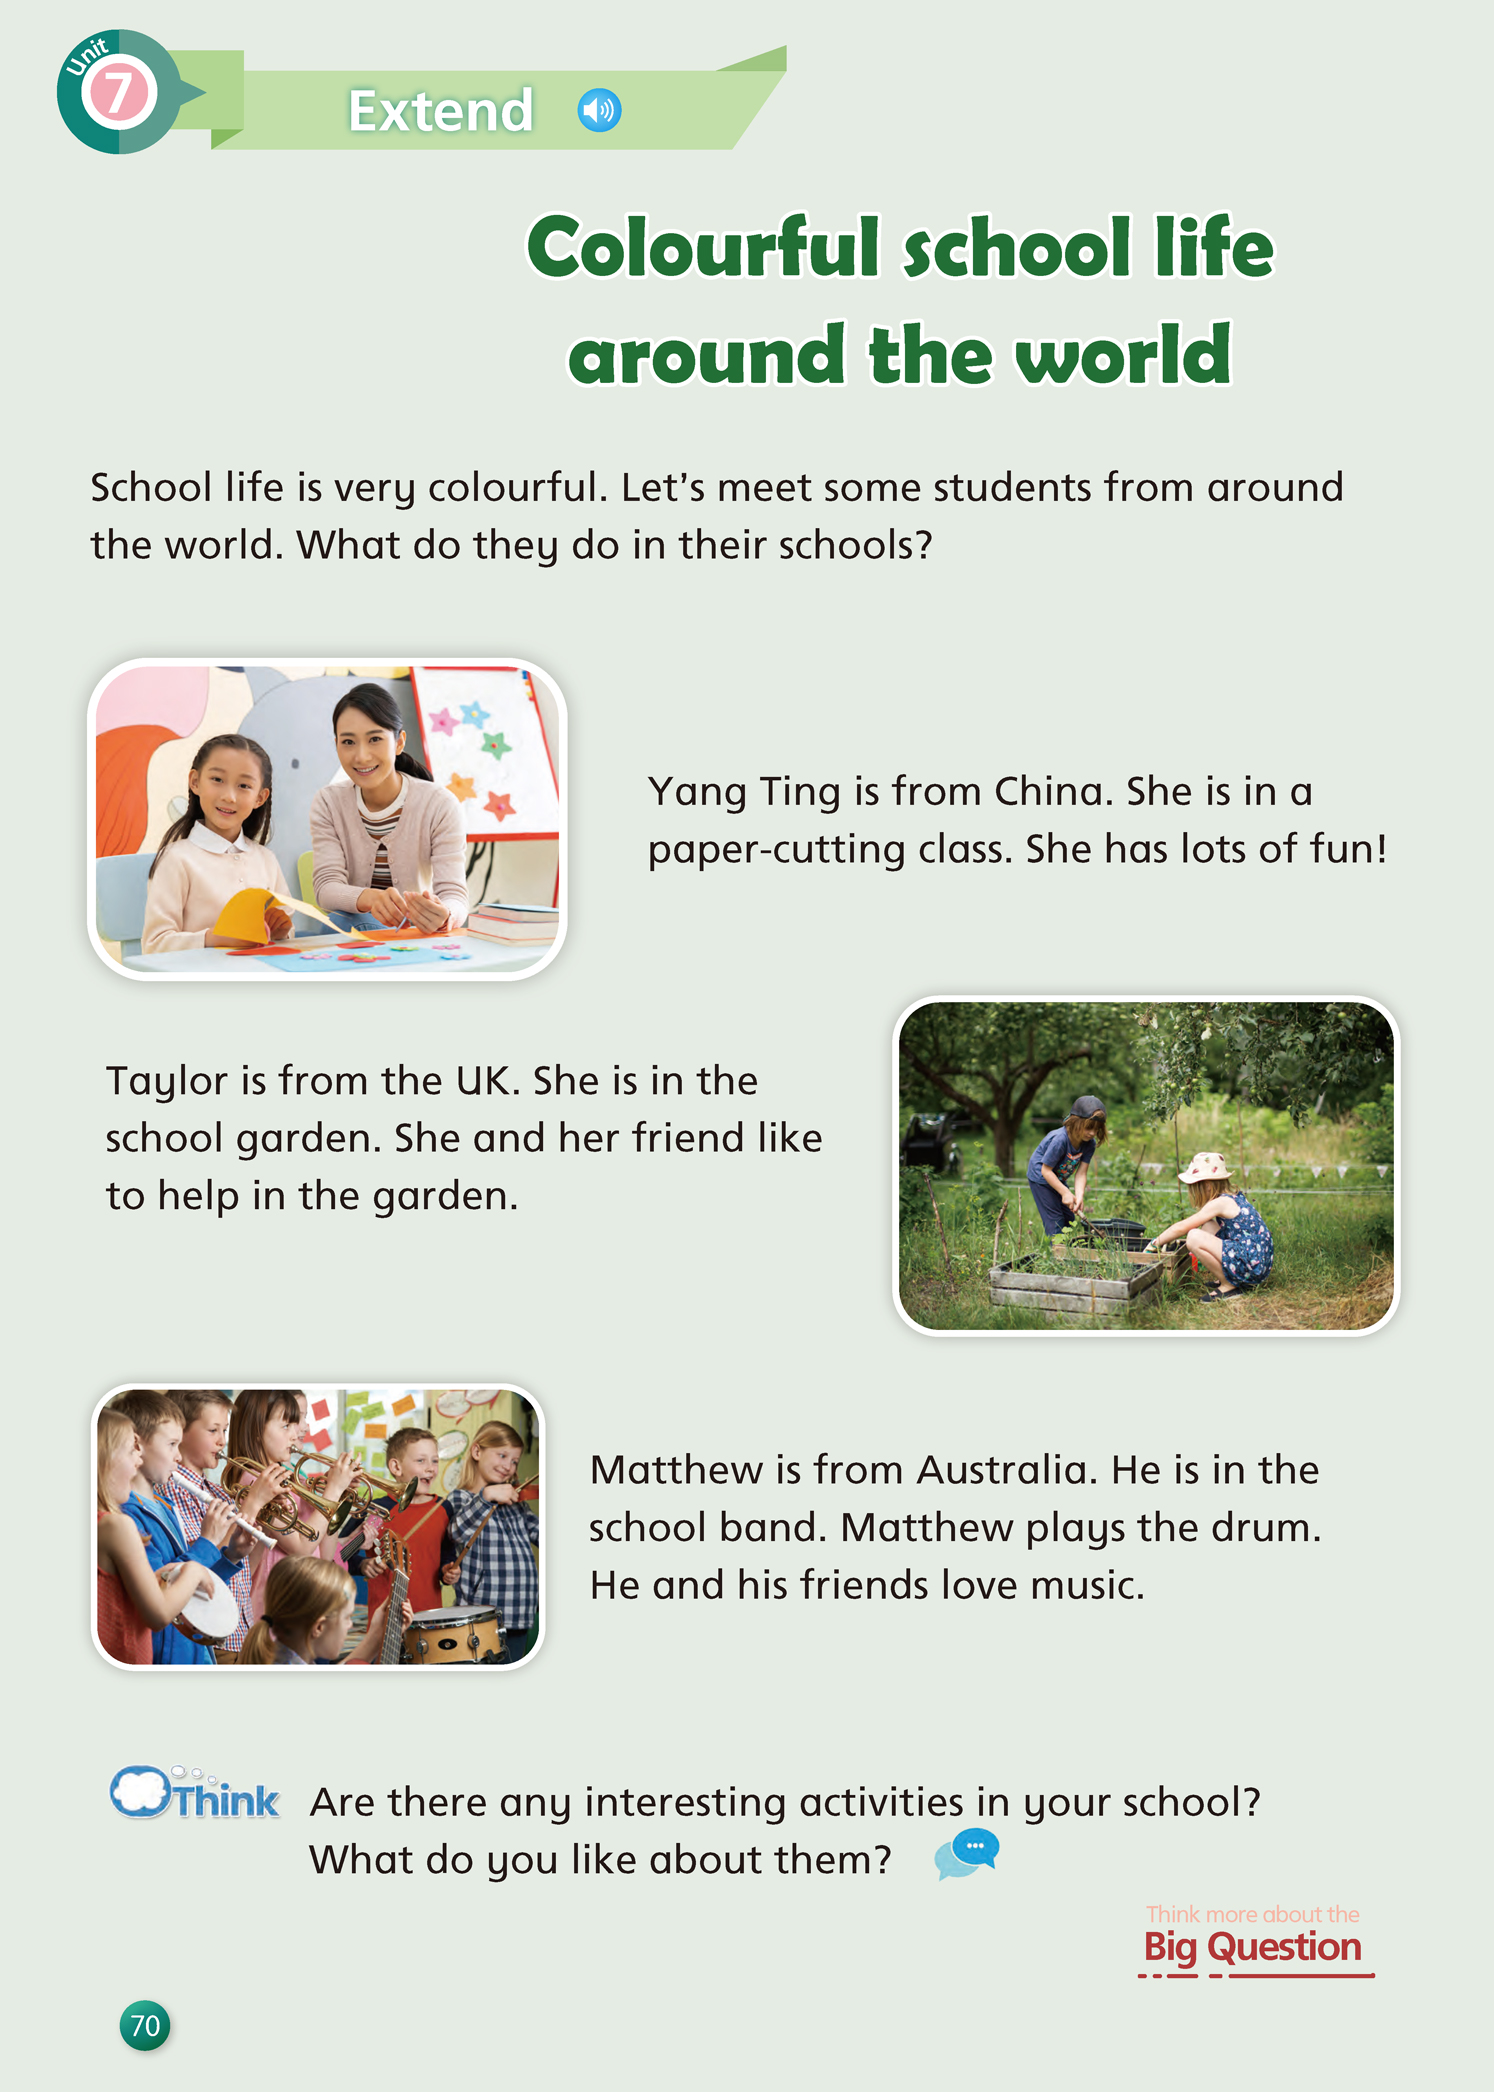 Unit
7
Extend
Colourful school life
around the world
School life is very colourful. Let's meet some students from around
the world. What do they do in their schools?
Yang Ting is from China. She is in a
paper-cutting class. She has lots of fun!
Taylor is from the UK. She is in the
school garden. She and her friend like
to help in the garden.
Matthew is from Australia. He is in the
school band. Matthew plays the drum.
He and his friends love music.
Think
Are there any interesting activities in your school?
What do you like about them?
Think more about the
Big Question
70